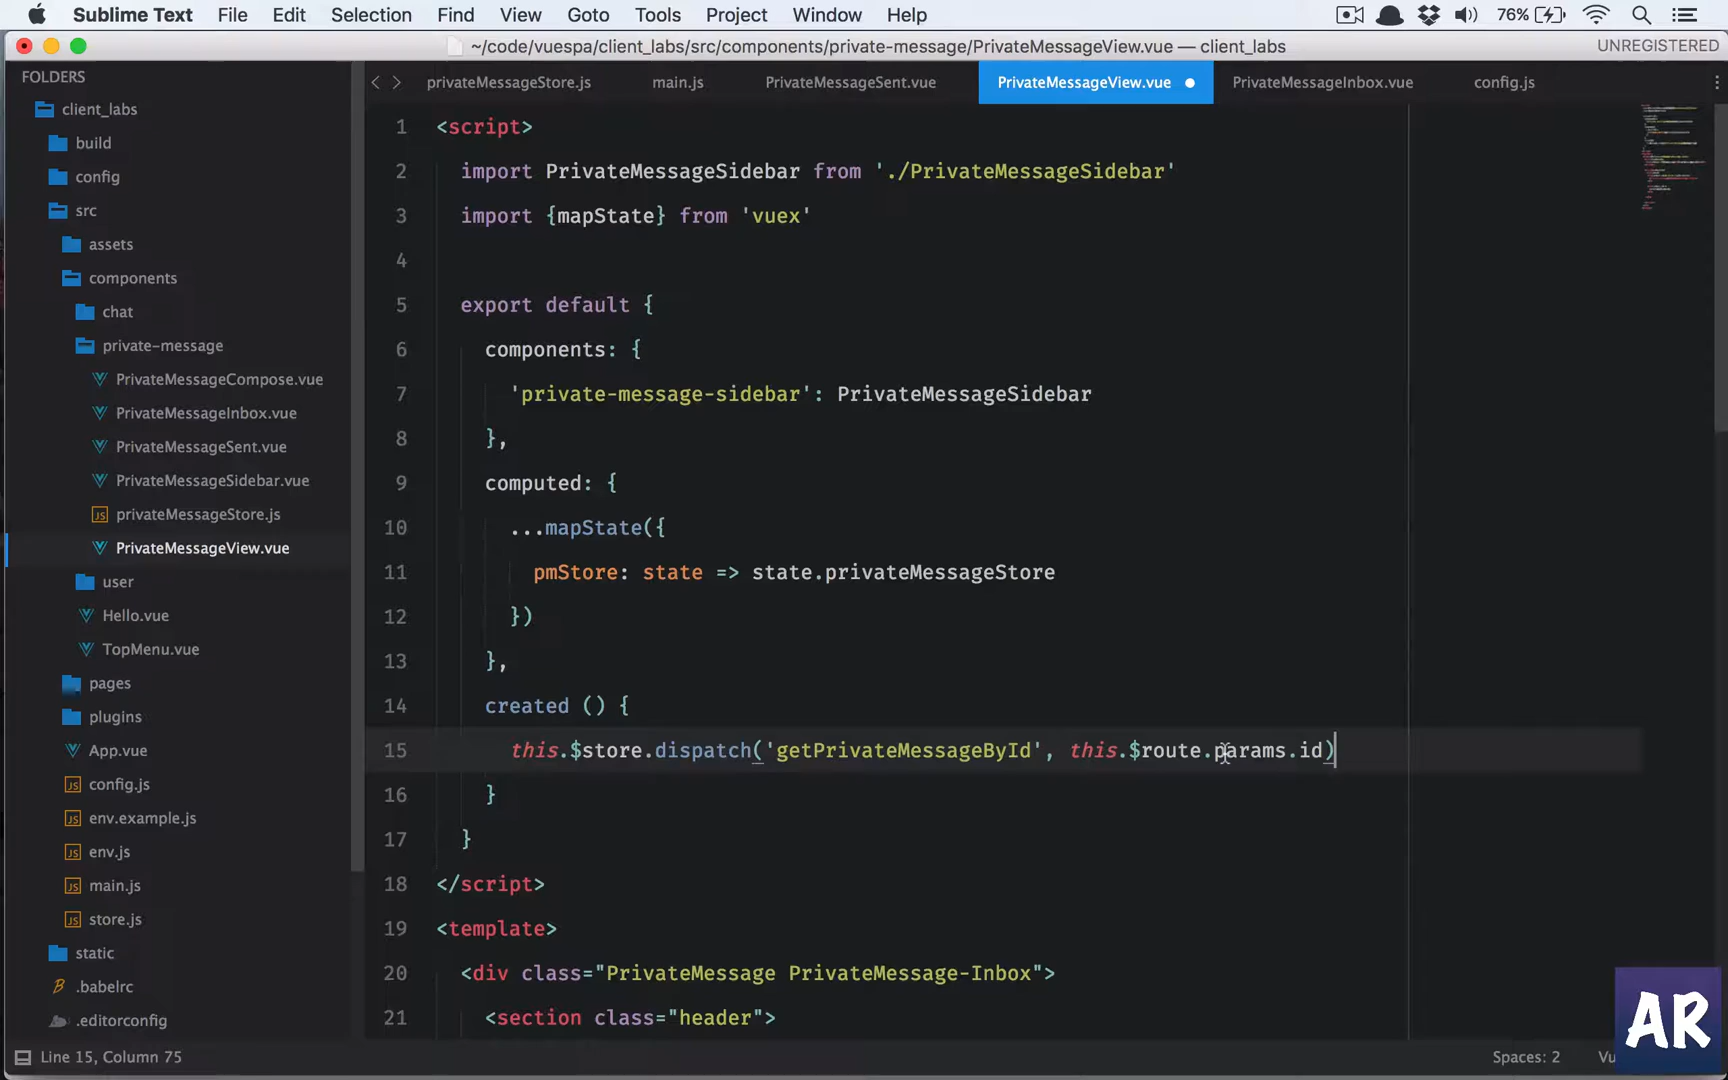 Sublime Text File Edit Selection Find View Goto Tools Project Window Help 76%
~/code/vuespa/client_labs/src/components/private-message/PrivateMessageView.vue — client_labs UNREGISTERED
FOLDERS
client_labs
build
config
src
assets
components
chat
private-message
PrivateMessageCompose.vue
PrivateMessageInbox.vue
PrivateMessageSent.vue
PrivateMessageSidebar.vue
privateMessageStore.js
PrivateMessageView.vue
user
Hello.vue
TopMenu.vue
pages
plugins
App.vue
config.js
env.example.js
env.js
main.js
store.js
static
.babelrc
.editorconfig
privateMessageStore.js main.js PrivateMessageSent.vue PrivateMessageView.vue PrivateMessageInbox.vue config.js
1 <script>
2 import PrivateMessageSidebar from './PrivateMessageSidebar'
3 import {mapState} from 'vuex'
4
5 export default {
6 components: {
7 'private-message-sidebar': PrivateMessageSidebar
8 },
9 computed: {
10 ...mapState({
11 pmStore: state => state.privateMessageStore
12 })
13 },
14 created () {
15 this.$store.dispatch('getPrivateMessageById', this.$route.params.id)
16 }
17 }
18 </script>
19 <template>
20 <div class="PrivateMessage PrivateMessage-Inbox">
21 <section class="header">
AR
Line 15, Column 75 Spaces: 2 Vu